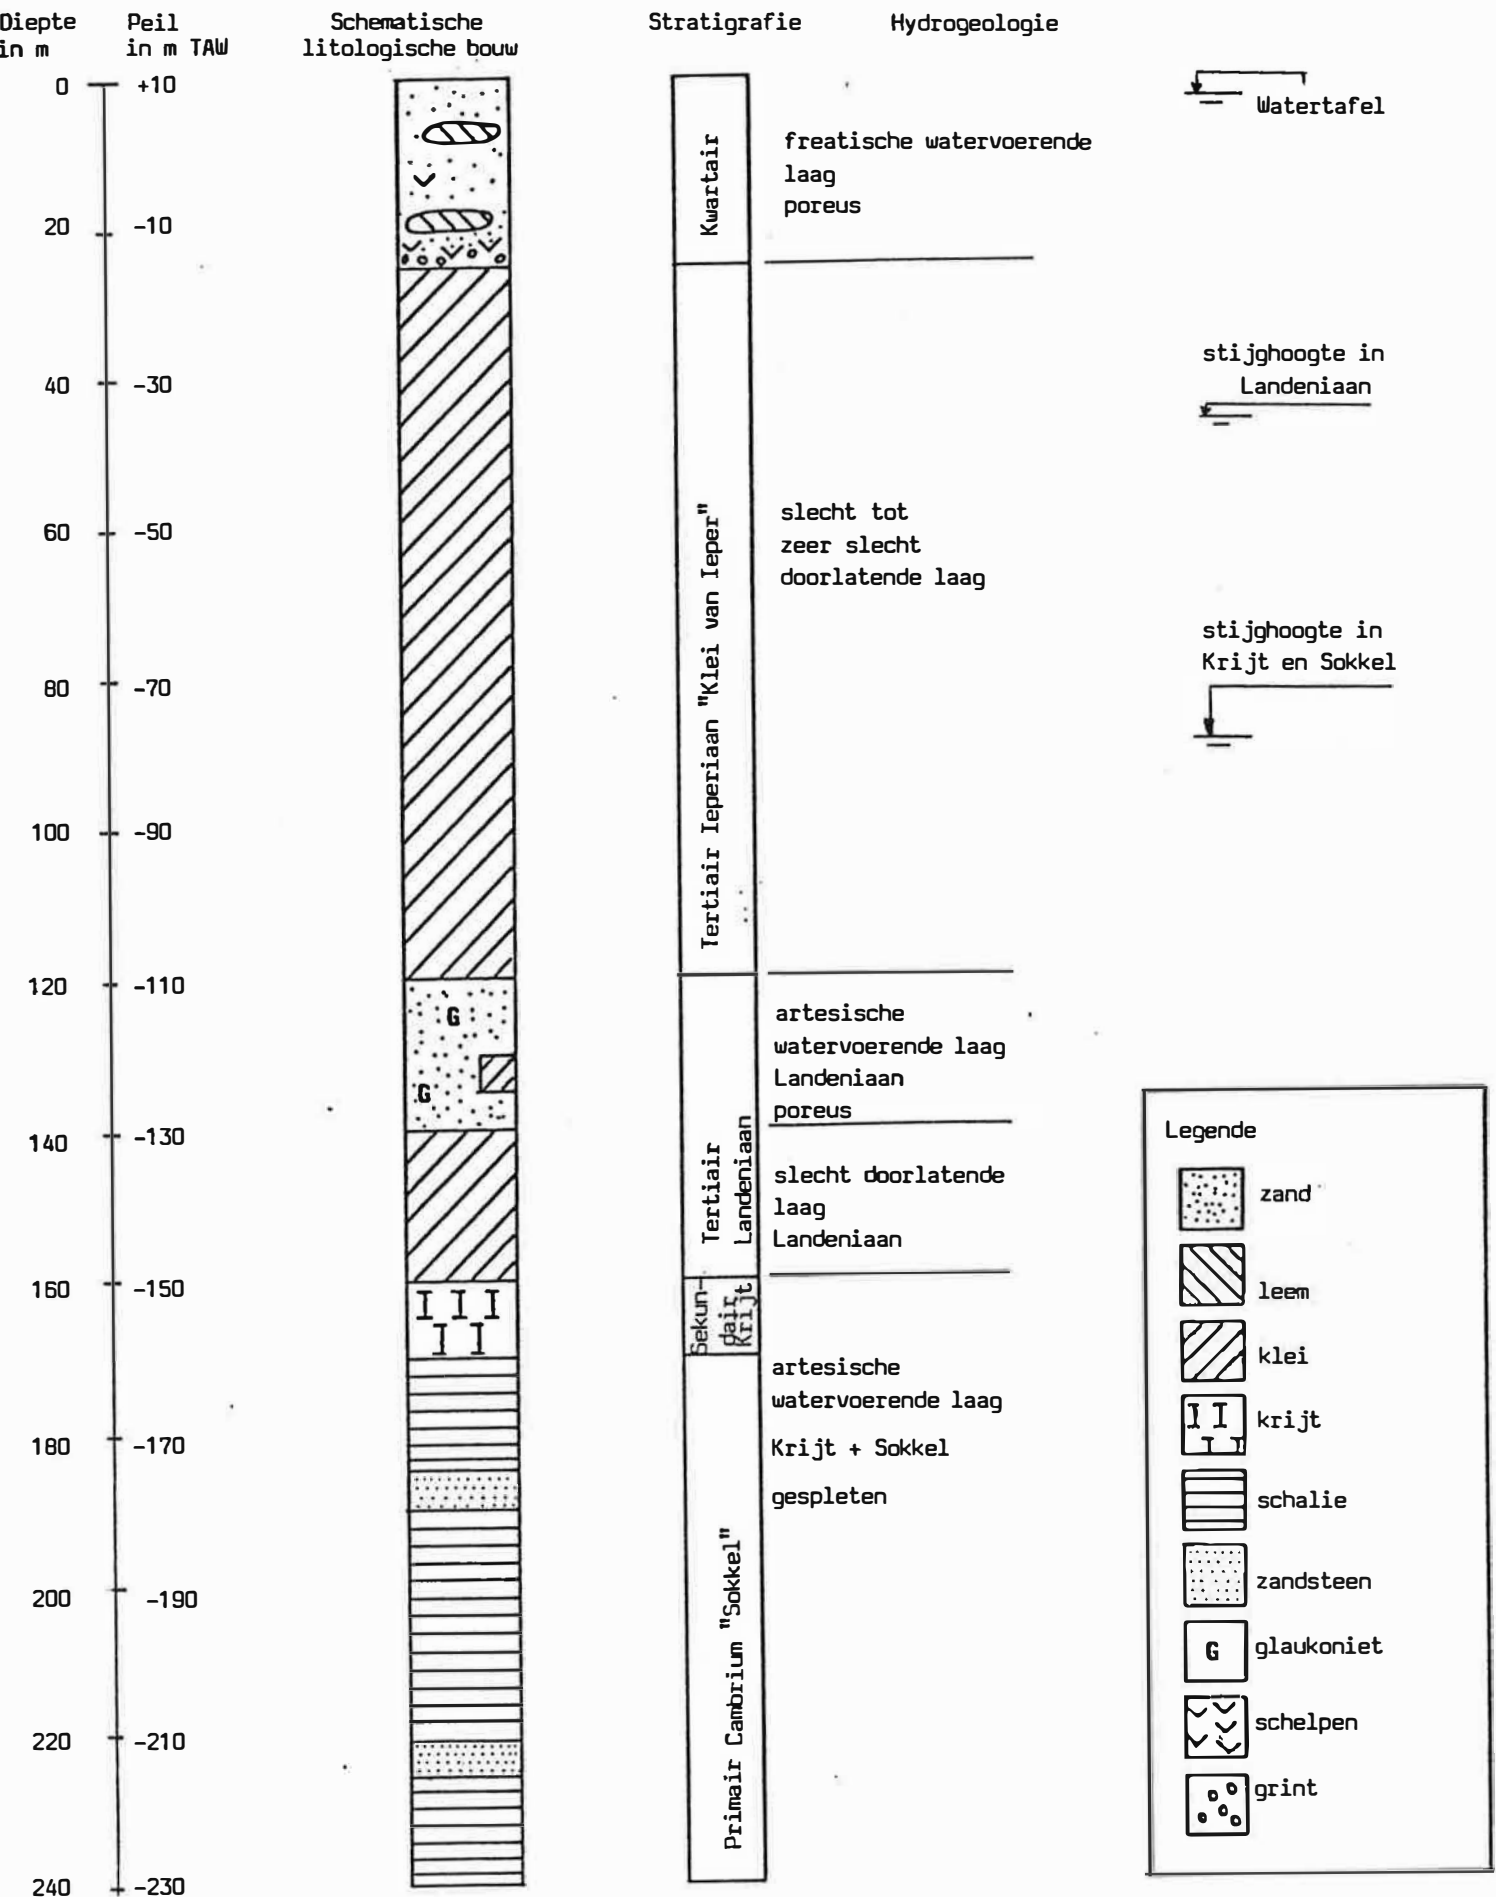 Diepte
in m
Peil
in m TAW
Schematische
litologische bouw
Stratigrafie
Hydrogeologie
0
+10
20
-10
40
-30
60
-50
80
-70
100
-90
120
-110
140
-130
160
-150
180
-170
200
-190
220
-210
240
-230
G
G
Kwartair
Tertiair Ieperiaan "Klei van Ieper"
Tertiair
Landeniaan
Sekun-
dair
Krijt
Primair Cambrium "Sokkel"
freatische watervoerende
laag
poreus
slecht tot
zeer slecht
doorlatende laag
artesische
watervoerende laag
Landeniaan
poreus
slecht doorlatende
laag
Landeniaan
artesische
watervoerende laag
Krijt + Sokkel
gespleten
Watertafel
stijghoogte in
Landeniaan
stijghoogte in
Krijt en Sokkel
Legende
zand
leem
klei
krijt
schalie
zandsteen
G glaukoniet
schelpen
grint